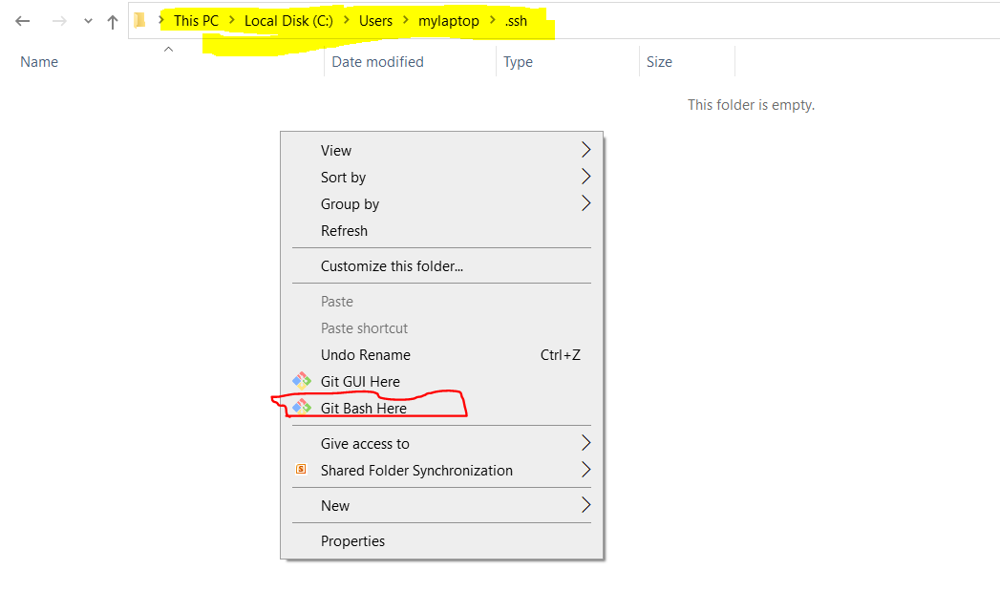 This PC > Local Disk (C:) > Users > mylaptop > .ssh
Name Date modified Type Size
This folder is empty.
View
Sort by
Group by
Refresh
Customize this folder...
Paste
Paste shortcut
Undo Rename Ctrl+Z
Git GUI Here
Git Bash Here
Give access to
S Shared Folder Synchronization
New
Properties